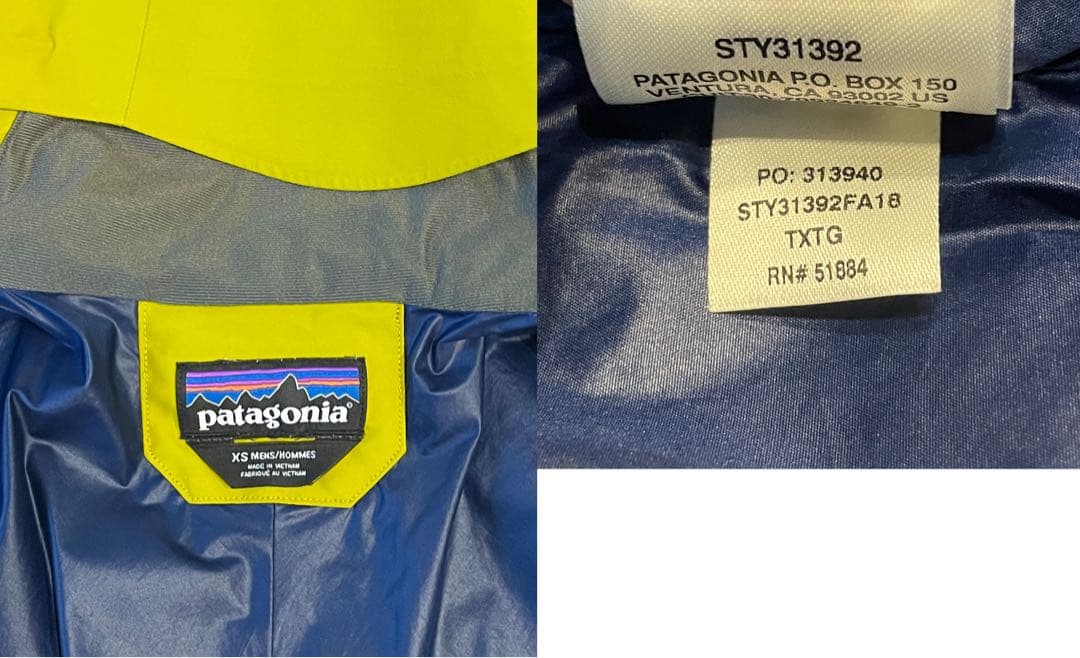 patagonia®
XS MENS/HOMMES
MADE IN VIETNAM
FABRIQUÉ AU VIETNAM
STY31392
PATAGONIA P.O. BOX 150
VENTURA, CA 93002 US
PO: 313940
STY31392FA18
TXTG
RN# 51884